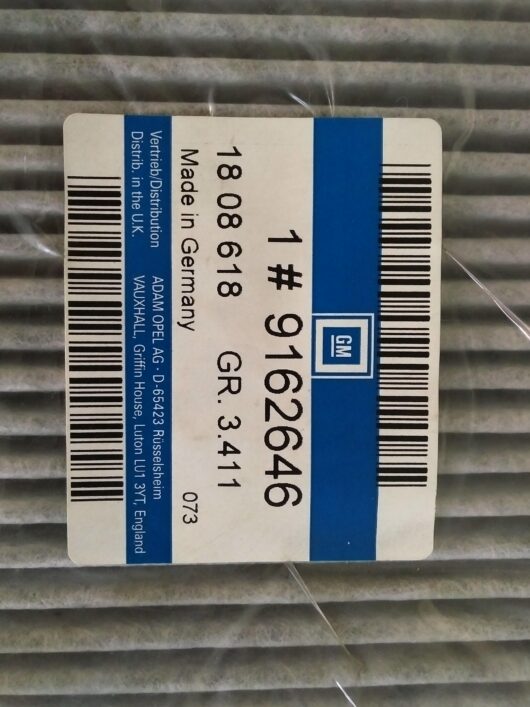 GM
1 # 9162646
18 08 618 GR. 3.411
Made in Germany 073
Vertrieb/Distribution ADAM OPEL AG · D-65423 Rüsselsheim
Distrib. in the U.K. VAUXHALL, Griffin House, Luton LU1 3YT, England